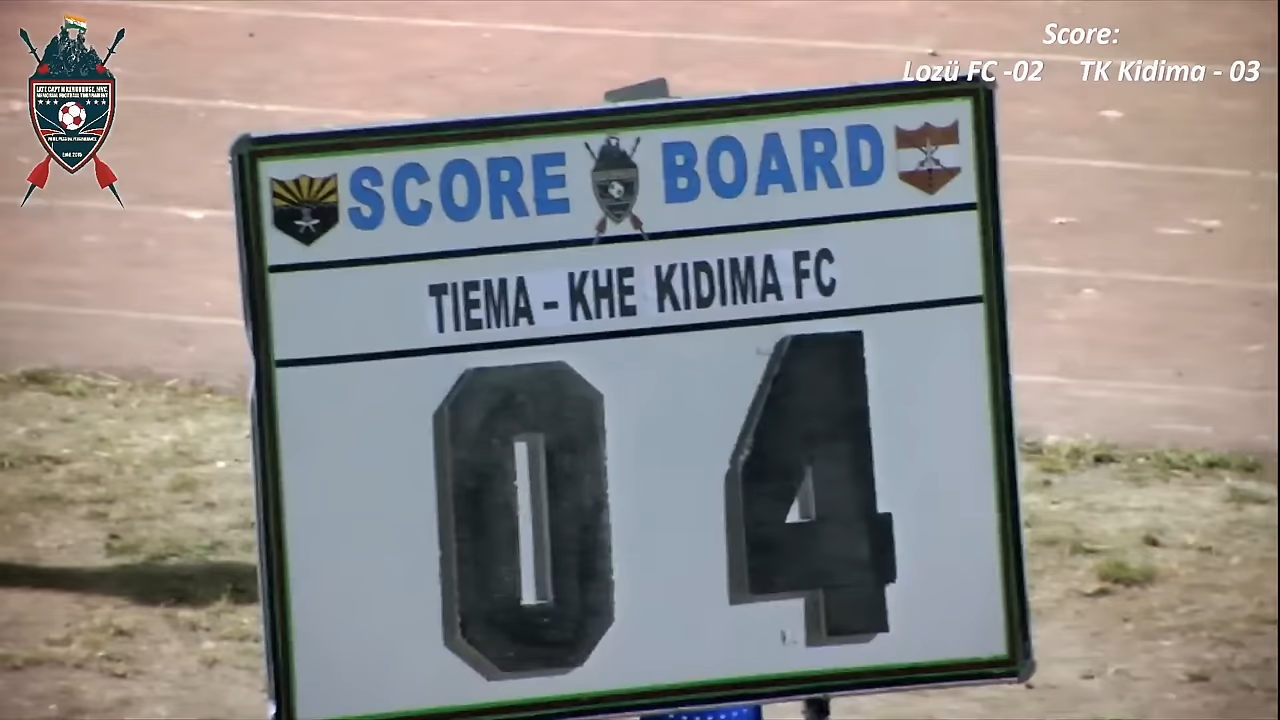 Score:
Lozü FC -02 TK Kidima - 03
SCORE BOARD
TIEMA - KHE KIDIMA FC
04